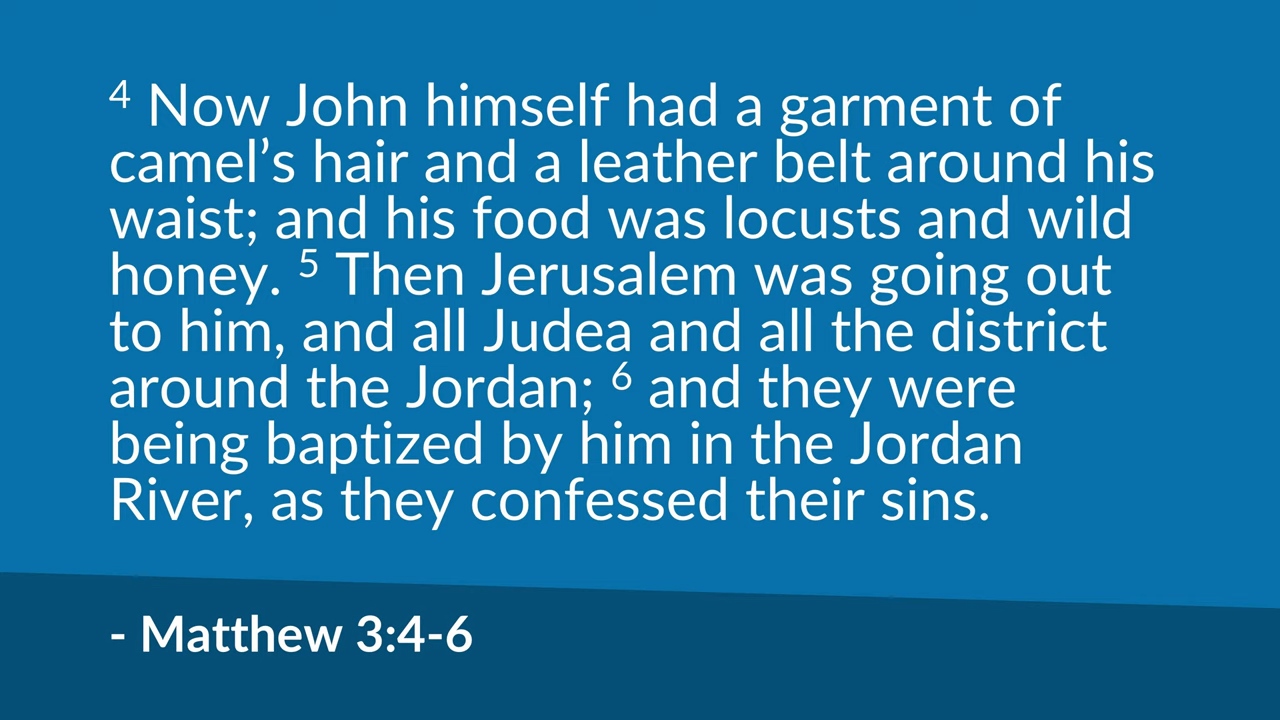 4 Now John himself had a garment of
camel’s hair and a leather belt around his
waist; and his food was locusts and wild
honey. 5 Then Jerusalem was going out
to him, and all Judea and all the district
around the Jordan; 6 and they were
being baptized by him in the Jordan
River, as they confessed their sins.
- Matthew 3:4-6